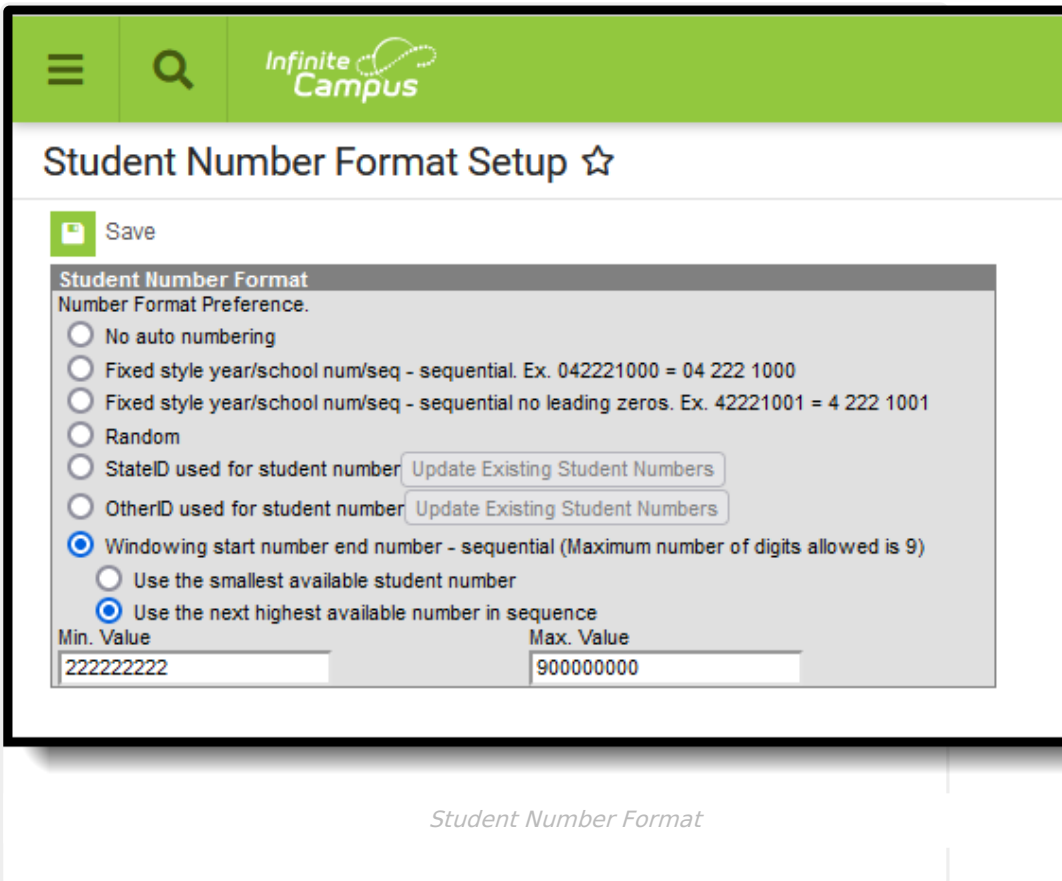 Infinite
Campus
Student Number Format Setup
Save
Student Number Format
Number Format Preference.
No auto numbering
Fixed style year/school num/seq - sequential. Ex. 042221000 = 04 222 1000
Fixed style year/school num/seq - sequential no leading zeros. Ex. 42221001 = 4 222 1001
Random
StateID used for student number Update Existing Student Numbers
OtherID used for student number Update Existing Student Numbers
Windowing start number end number - sequential (Maximum number of digits allowed is 9)
Use the smallest available student number
Use the next highest available number in sequence
Min. Value Max. Value
222222222 900000000
Student Number Format